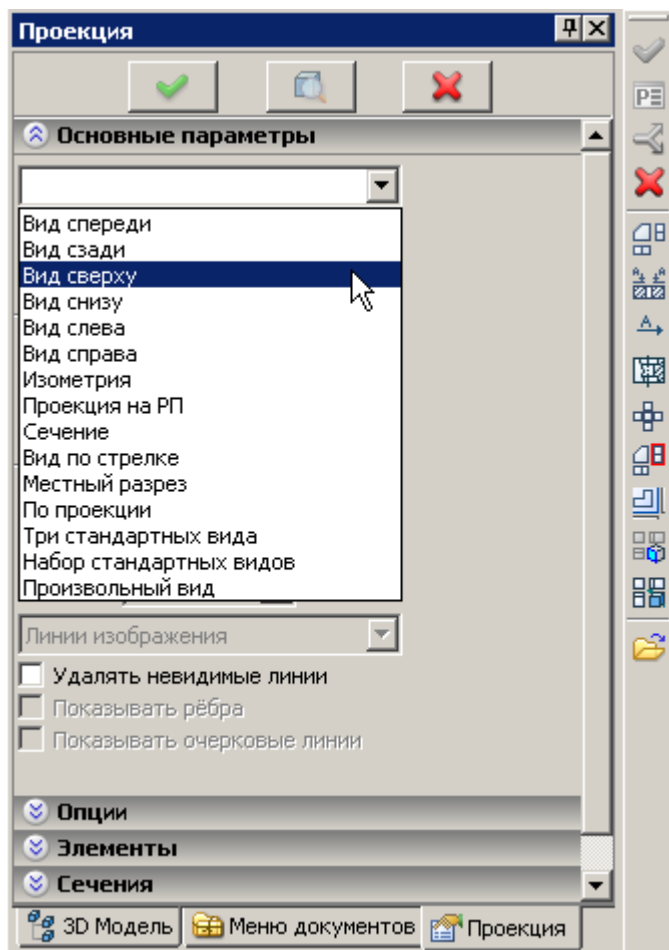 Проекция
Основные параметры
Вид спереди
Вид сзади
Вид сверху
Вид снизу
Вид слева
Вид справа
Изометрия
Проекция на РП
Сечение
Вид по стрелке
Местный разрез
По проекции
Три стандартных вида
Набор стандартных видов
Произвольный вид
Линии изображения
Удалять невидимые линии
Показывать рёбра
Показывать очерковые линии
Опции
Элементы
Сечения
3D Модель Меню документов Проекция